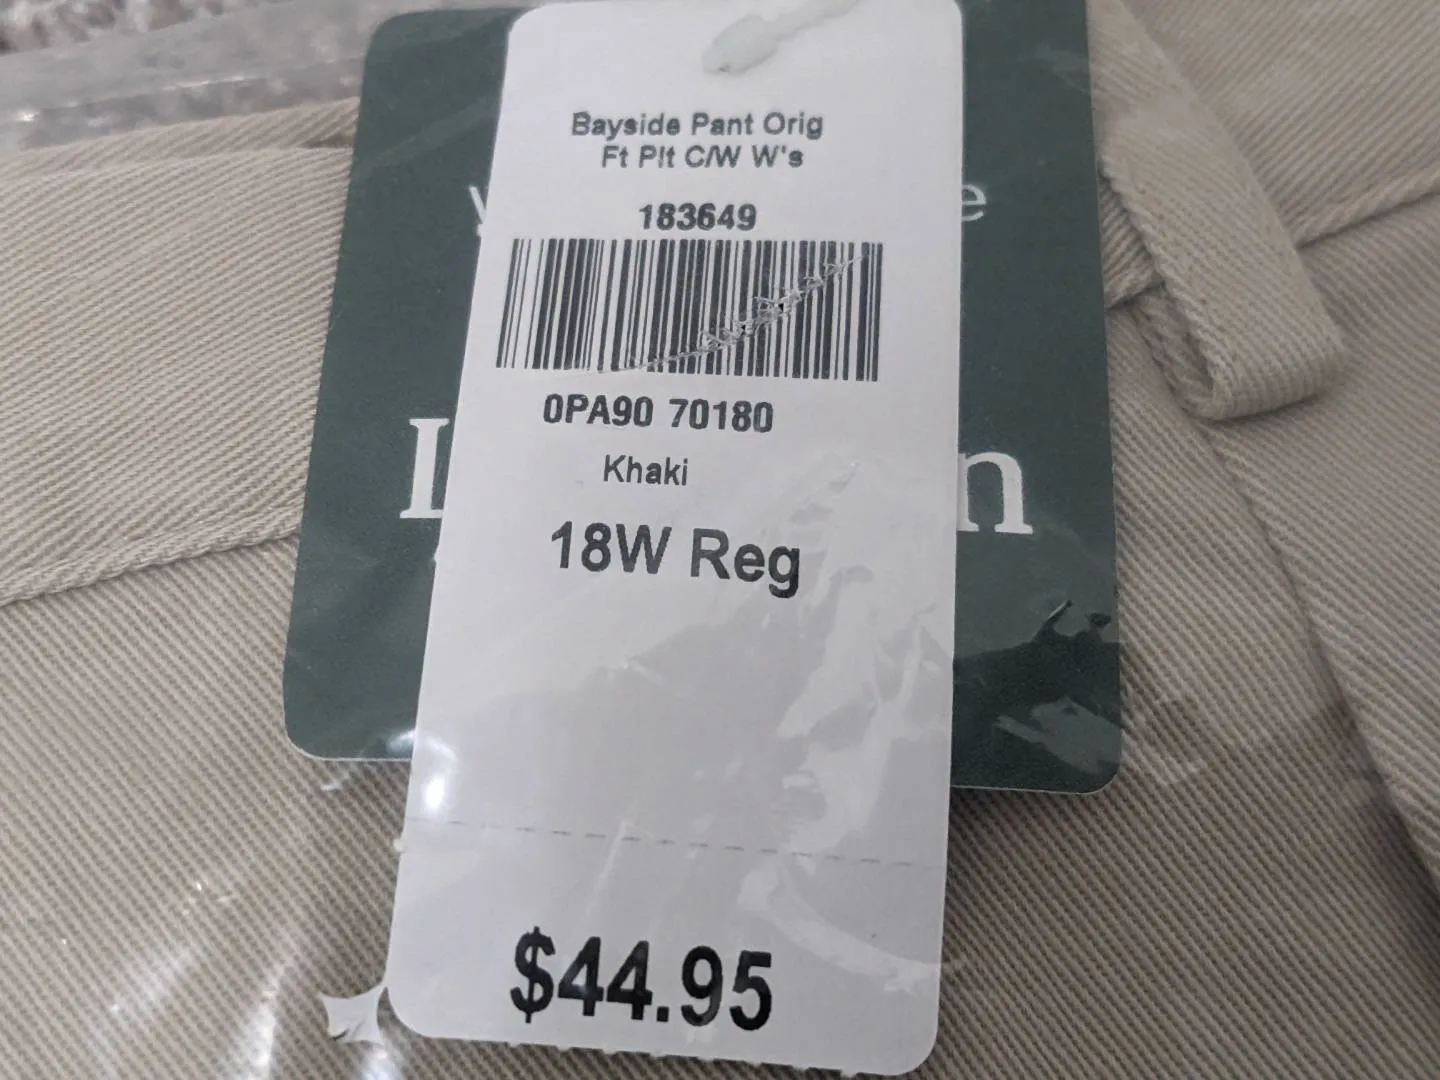 Bayside Pant Orig
Ft Plt C/W W's
183649
0PA90 70180
Khaki
18W Reg
$44.95